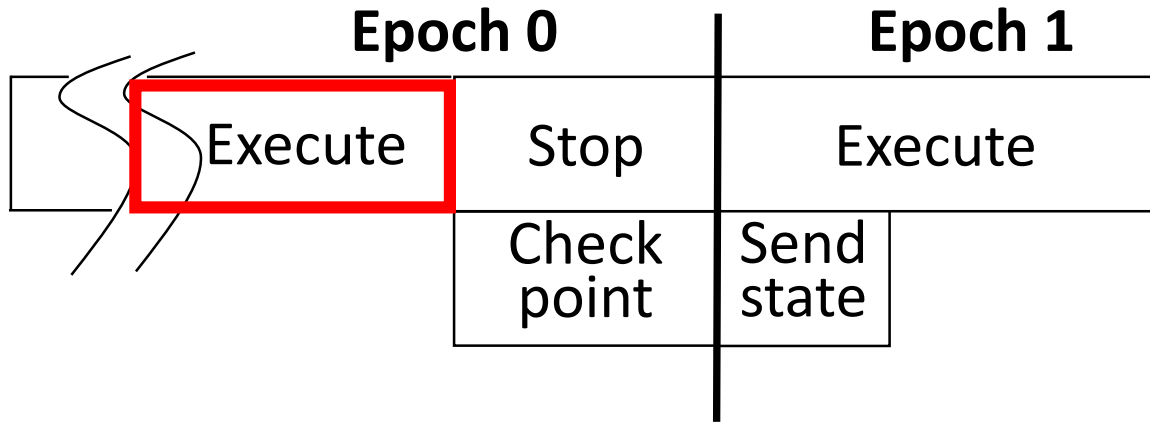 Epoch 0
Epoch 1
Execute
Stop
Execute
Check
point
Send
state